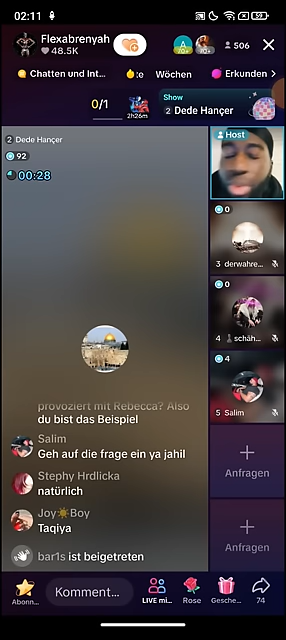 02:11
59
Flexabrenyah
48.5K
506
Chatten und Int...
:e
Wöchen
Erkunden
0/1
2h26m
Show
2 Dede Hançer
2 Dede Hançer
92
00:28
Host
0
3 derwahre...
0
4 schäh...
4
5 Salim
Anfragen
Anfragen
provoziert mit Rebecca? Also
du bist das Beispiel
Salim
Geh auf die frage ein ya jahil
Stephy Hrdlicka
natürlich
Joy☀Boy
Taqiya
bar1s ist beigetreten
Abonn...
Komment...
LIVE mi...
Rose
Gesche...
74